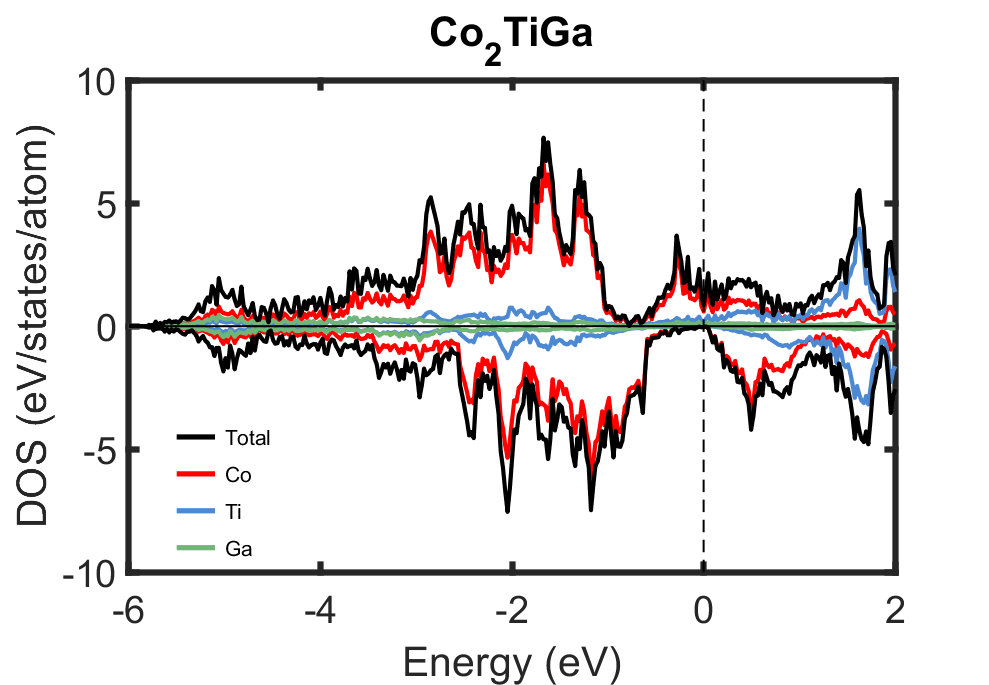 Co2TiGa
DOS (eV/states/atom)
10
5
0
-5
-10
Total
Co
Ti
Ga
-6 -4 -2 0 2
Energy (eV)